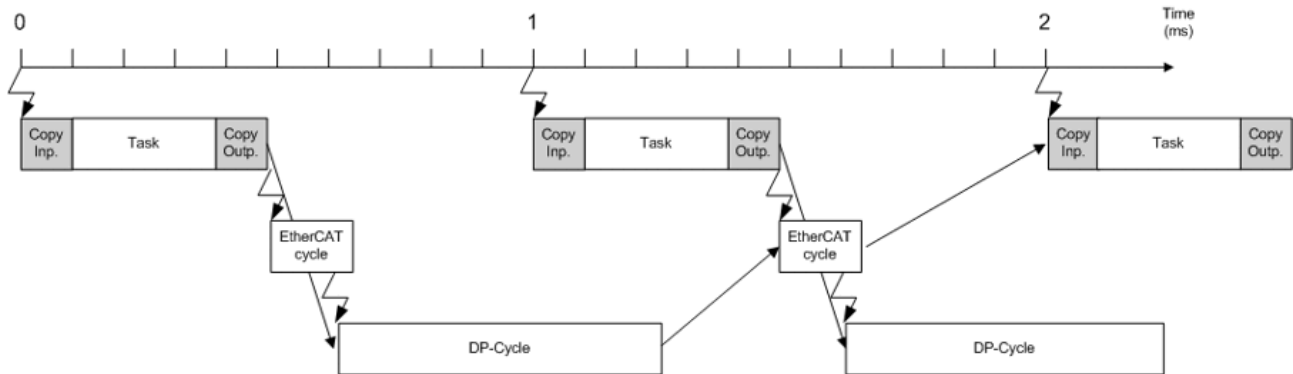 0
1
2
Time
(ms)
Copy
Inp.
Task
Copy
Outp.
Copy
Inp.
Task
Copy
Outp.
Copy
Inp.
Task
Copy
Outp.
EtherCAT
cycle
EtherCAT
cycle
DP-Cycle
DP-Cycle